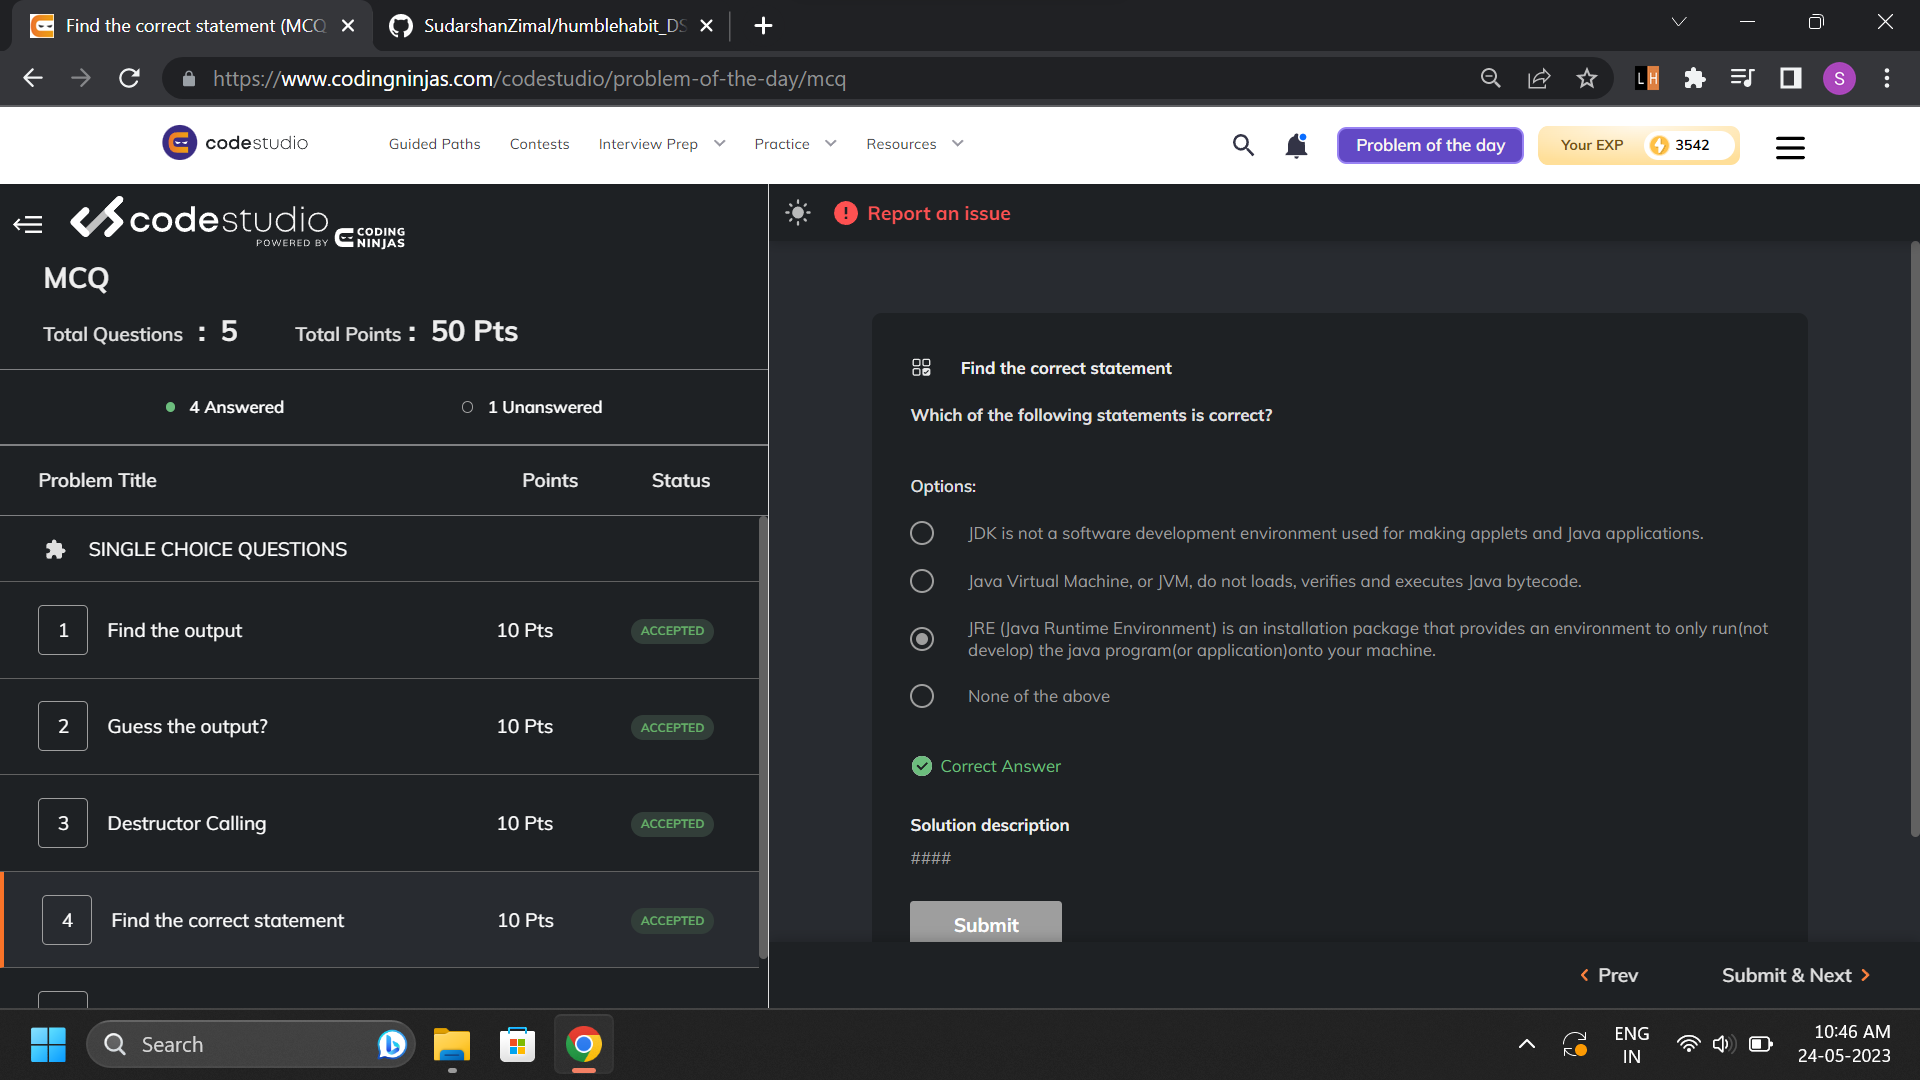 Find the correct statement (MCQ
SudarshanZimal/humblehabit_DS
https://www.codingninjas.com/codestudio/problem-of-the-day/mcq
LH
S
codestudio
Guided Paths
Contests
Interview Prep
Practice
Resources
Problem of the day
Your EXP
3542
codestudio
POWERED BY
CODING
NINJAS
Report an issue
MCQ
Total Questions : 5
Total Points : 50 Pts
4 Answered
1 Unanswered
Problem Title
Points
Status
SINGLE CHOICE QUESTIONS
1
Find the output
10 Pts
ACCEPTED
2
Guess the output?
10 Pts
ACCEPTED
3
Destructor Calling
10 Pts
ACCEPTED
4
Find the correct statement
10 Pts
ACCEPTED
Find the correct statement
Which of the following statements is correct?
Options:
JDK is not a software development environment used for making applets and Java applications.
Java Virtual Machine, or JVM, do not loads, verifies and executes Java bytecode.
JRE (Java Runtime Environment) is an installation package that provides an environment to only run(not
develop) the java program(or application)onto your machine.
None of the above
Correct Answer
Solution description
####
Submit
Prev
Submit & Next
Search
ENG
IN
10:46 AM
24-05-2023